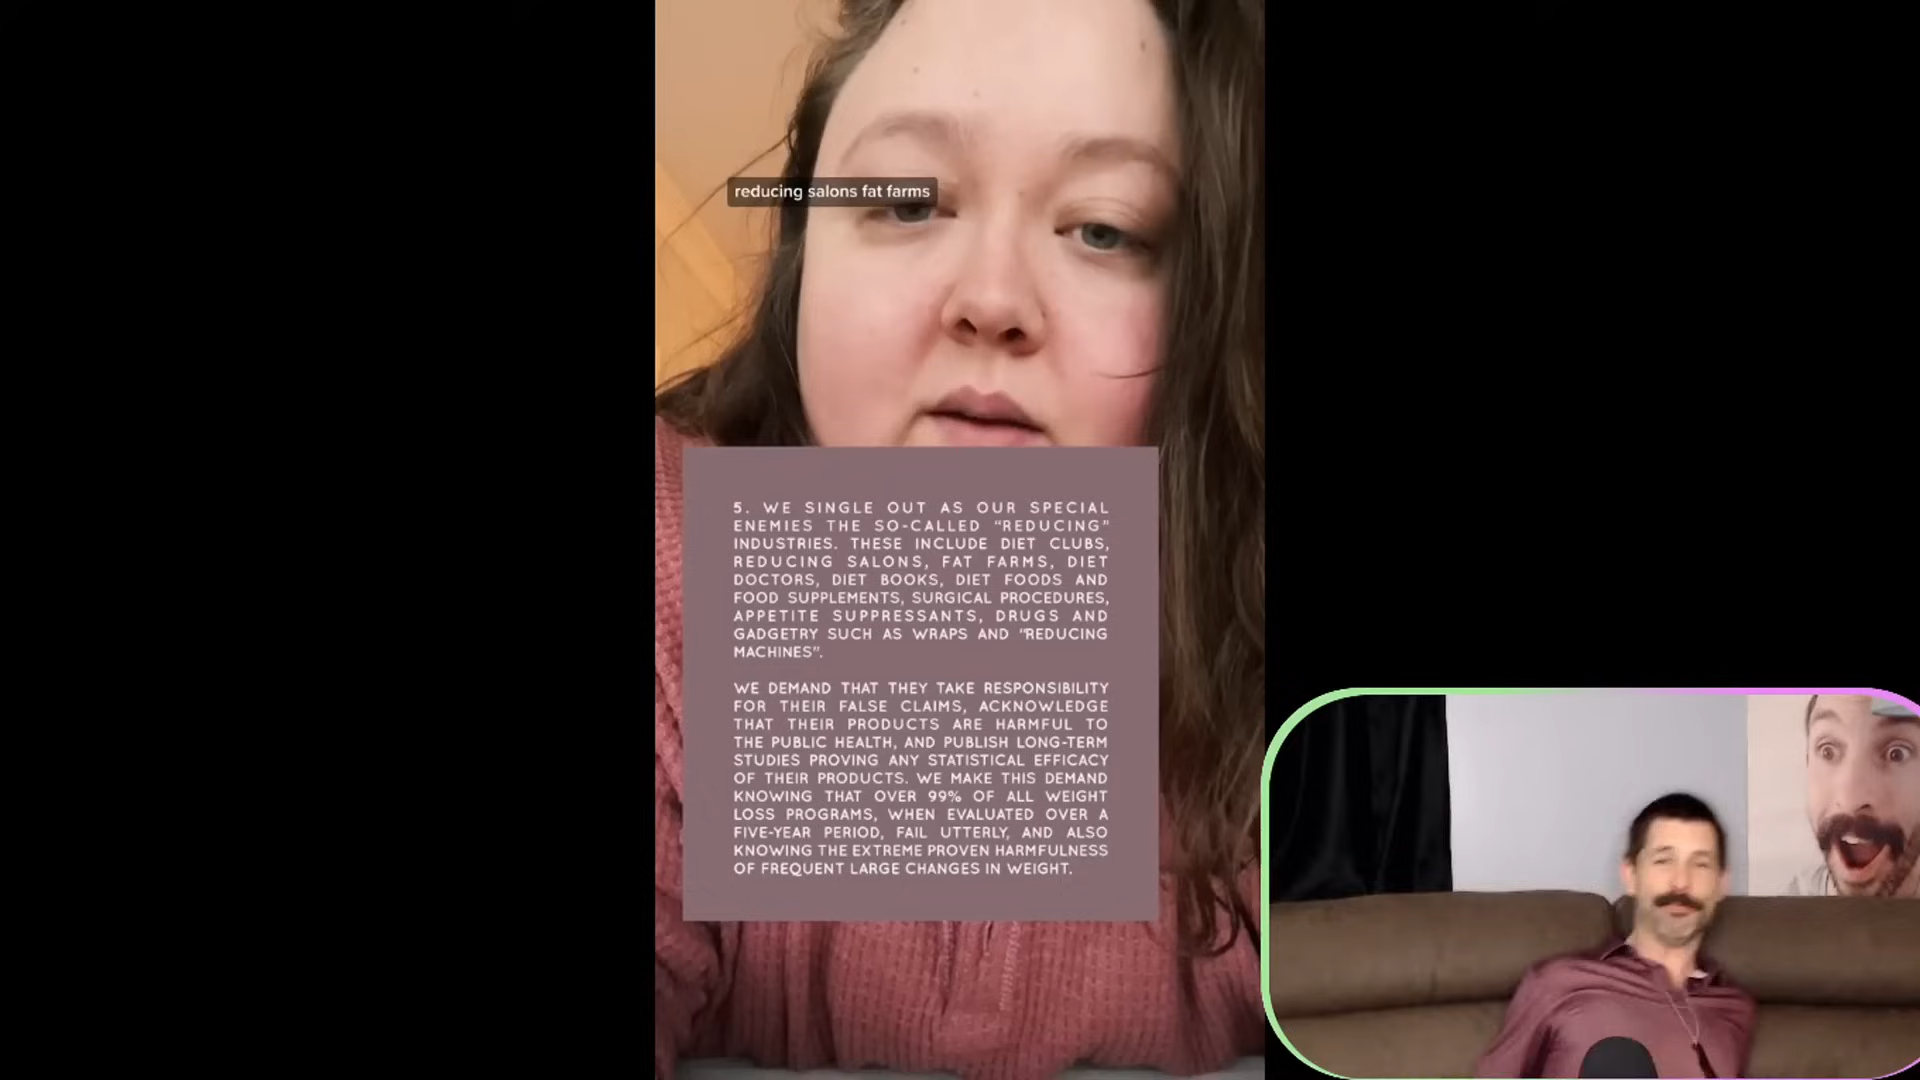 reducing salons fat farms
5. WE SINGLE OUT AS OUR SPECIAL
ENEMIES THE SO-CALLED “REDUCING”
INDUSTRIES. THESE INCLUDE DIET CLUBS,
REDUCING SALONS, FAT FARMS, DIET
DOCTORS, DIET BOOKS, DIET FOODS AND
FOOD SUPPLEMENTS, SURGICAL PROCEDURES,
APPETITE SUPPRESSANTS, DRUGS AND
GADGETRY SUCH AS WRAPS AND “REDUCING
MACHINES”.
WE DEMAND THAT THEY TAKE RESPONSIBILITY
FOR THEIR FALSE CLAIMS, ACKNOWLEDGE
THAT THEIR PRODUCTS ARE HARMFUL TO
THE PUBLIC HEALTH, AND PUBLISH LONG-TERM
STUDIES PROVING ANY STATISTICAL EFFICACY
OF THEIR PRODUCTS. WE MAKE THIS DEMAND
KNOWING THAT OVER 99% OF ALL WEIGHT
LOSS PROGRAMS, WHEN EVALUATED OVER A
FIVE-YEAR PERIOD, FAIL UTTERLY, AND ALSO
KNOWING THE EXTREME PROVEN HARMFULNESS
OF FREQUENT LARGE CHANGES IN WEIGHT.